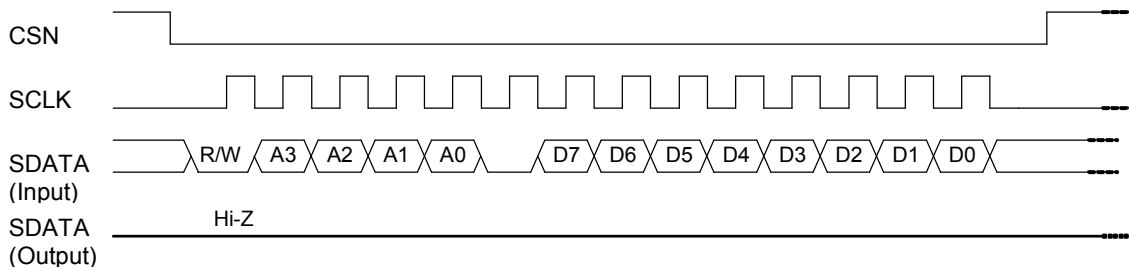 CSN
SCLK
SDATA
(Input)
R/W A3 A2 A1 A0 D7 D6 D5 D4 D3 D2 D1 D0
Hi-Z
SDATA
(Output)